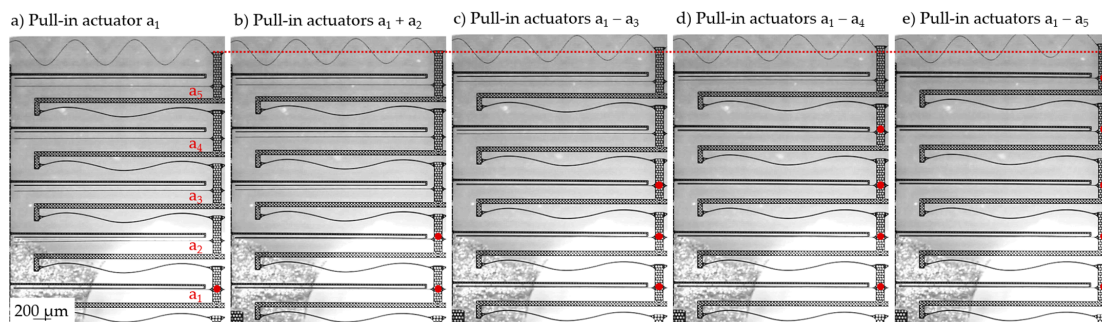 a) Pull-in actuator a₁
b) Pull-in actuators a₁ + a₂
c) Pull-in actuators a₁ – a₃
d) Pull-in actuators a₁ – a₄
e) Pull-in actuators a₁ – a₅
a₅
a₄
a₃
a₂
a₁
200 µm